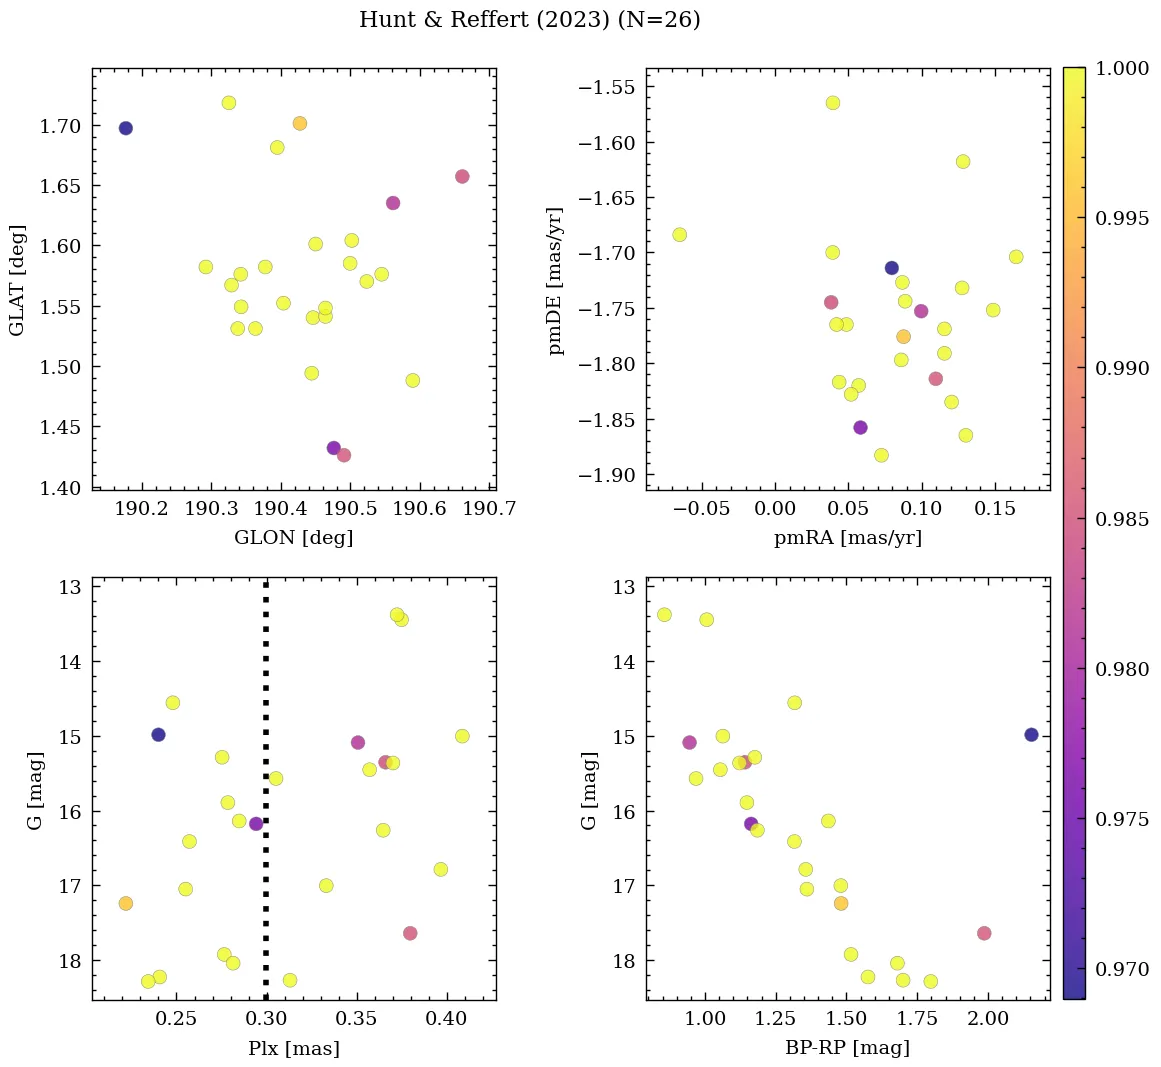 Hunt & Reffert (2023) (N=26)
1.70
1.65
1.60
1.55
1.50
1.45
1.40
GLAT [deg]
190.2 190.3 190.4 190.5 190.6 190.7
GLON [deg]
−1.55
−1.60
−1.65
−1.70
−1.75
−1.80
−1.85
−1.90
pmDE [mas/yr]
−0.05 0.00 0.05 0.10 0.15
pmRA [mas/yr]
13
14
15
16
17
18
G [mag]
0.25 0.30 0.35 0.40
Plx [mas]
13
14
15
16
17
18
G [mag]
1.00 1.25 1.50 1.75 2.00
BP-RP [mag]
1.000
0.995
0.990
0.985
0.980
0.975
0.970